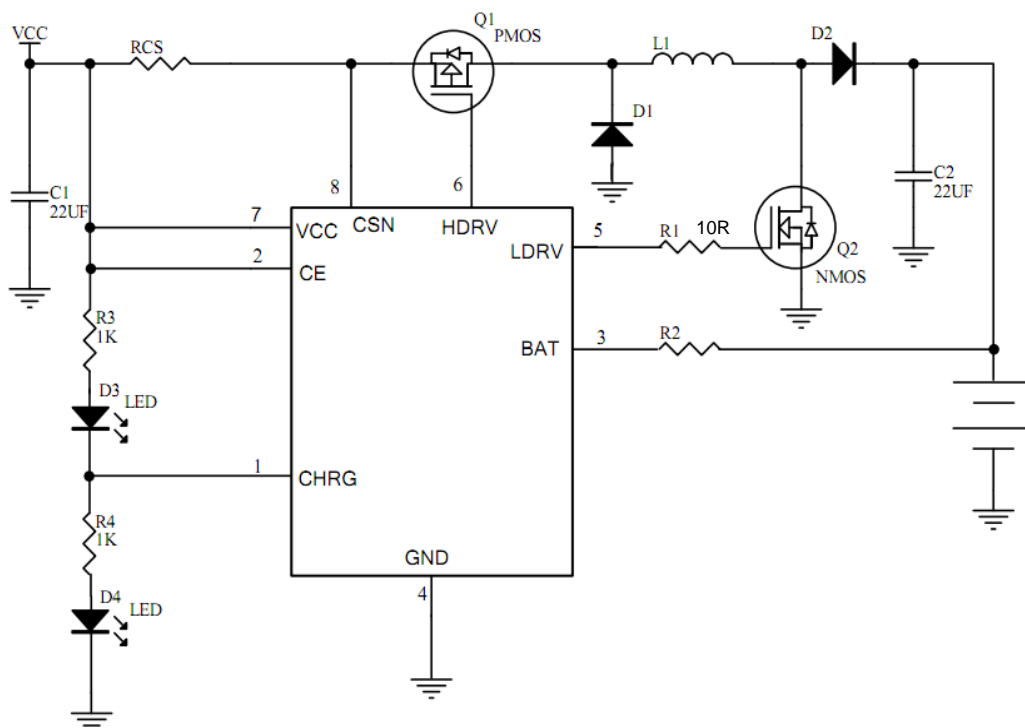 VCC
RCS
Q1
PMOS
L1
D2
D1
C1
22UF
C2
22UF
8
6
7
VCC
CSN
HDRV
5
R1
10R
LDRV
2
CE
Q2
NMOS
R3
1K
BAT
3
R2
D3
LED
1
CHRG
R4
1K
GND
4
D4
LED